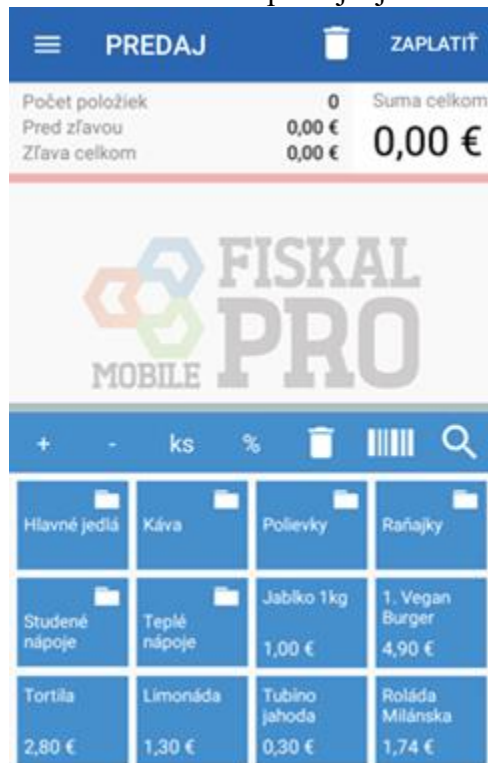 PREDAJ ZAPLATIŤ
Počet položiek 0 Suma celkom
Pred zľavou 0,00 €
Zľava celkom 0,00 € 0,00 €
FISKAL
PRO
MOBILE
+ - ks %
Hlavné jedlá Káva Polievky Raňajky
Studené nápoje
Teplé nápoje
Jablko 1kg
1,00 €
1. Vegan Burger
4,90 €
Tortila
2,80 €
Limonáda
1,30 €
Tubino jahoda
0,30 €
Roláda Milánska
1,74 €